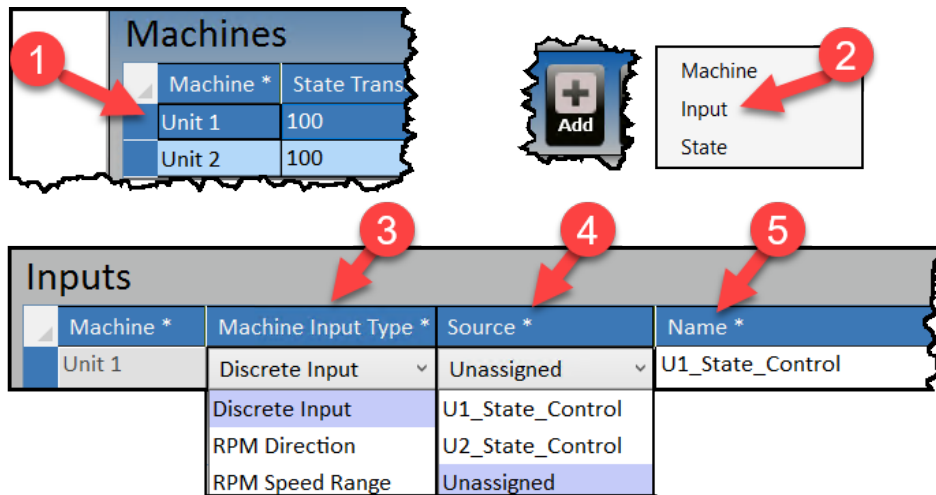 1
Machines
Machine * State Trans
Unit 1 100
Unit 2 100
Add
2
Machine
Input
State
3
4
5
Inputs
Machine * Machine Input Type * Source * Name *
Unit 1 Discrete Input Unassigned U1_State_Control
Discrete Input U1_State_Control
RPM Direction U2_State_Control
RPM Speed Range Unassigned